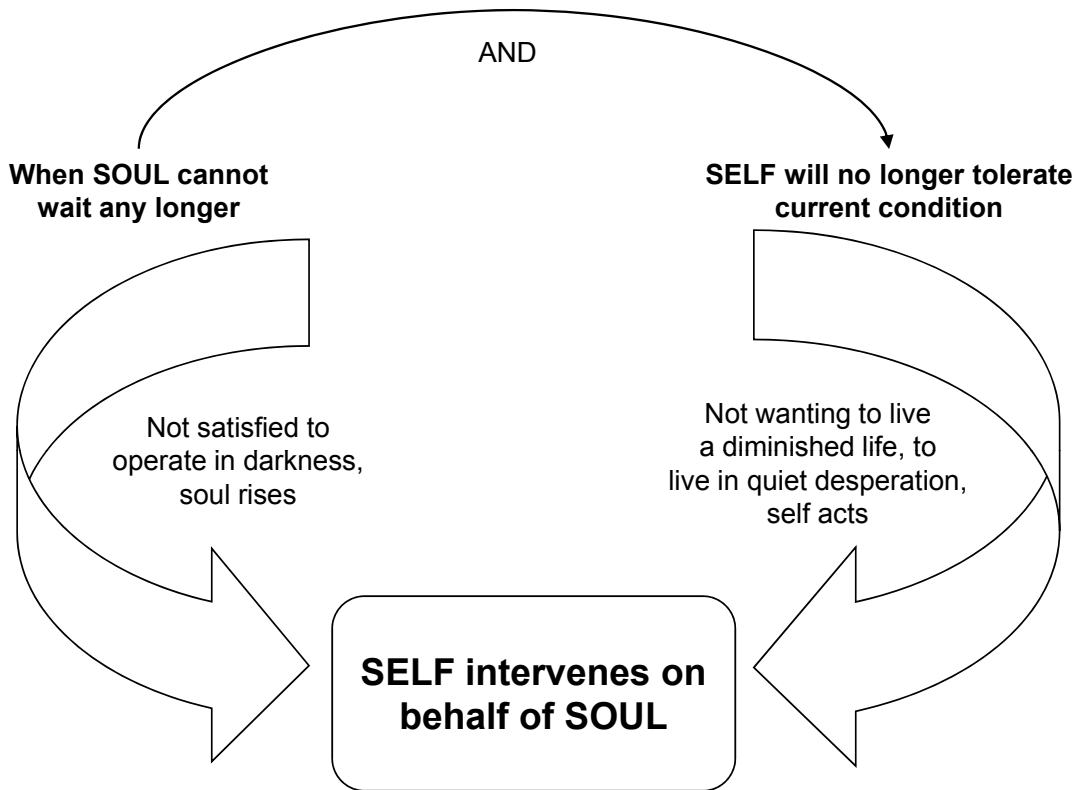 AND
When SOUL cannot
wait any longer
SELF will no longer tolerate
current condition
Not satisfied to
operate in darkness,
soul rises
Not wanting to live
a diminished life, to
live in quiet desperation,
self acts
SELF intervenes on
behalf of SOUL